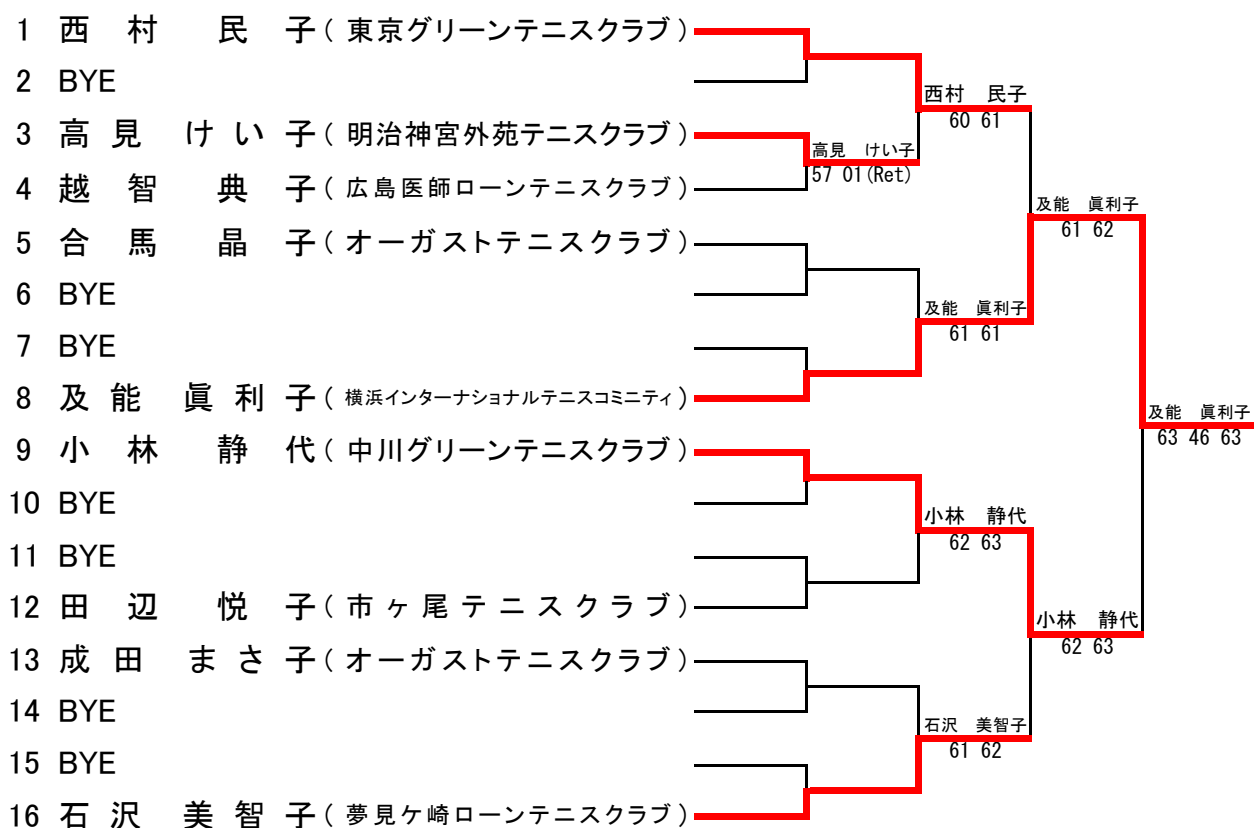 1 西村 民子(東京グリーンテニスクラブ)
2 BYE
3 高見 けい子(明治神宮外苑テニスクラブ)
4 越智 典子(広島医師ローンテニスクラブ)
5 合馬 晶子(オーガストテニスクラブ)
6 BYE
7 BYE
8 及能 眞利子(横浜インターナショナルテニスコミニティ)
9 小林 静代(中川グリーンテニスクラブ)
10 BYE
11 BYE
12 田辺 悦子(市ヶ尾テニスクラブ)
13 成田 まさ子(オーガストテニスクラブ)
14 BYE
15 BYE
16 石沢 美智子(夢見ケ崎ローンテニスクラブ)
高見 けい子
57 01(Ret)
西村 民子
60 61
及能 眞利子
61 61
小林 静代
62 63
石沢 美智子
61 62
及能 眞利子
61 62
小林 静代
62 63
及能 眞利子
63 46 63